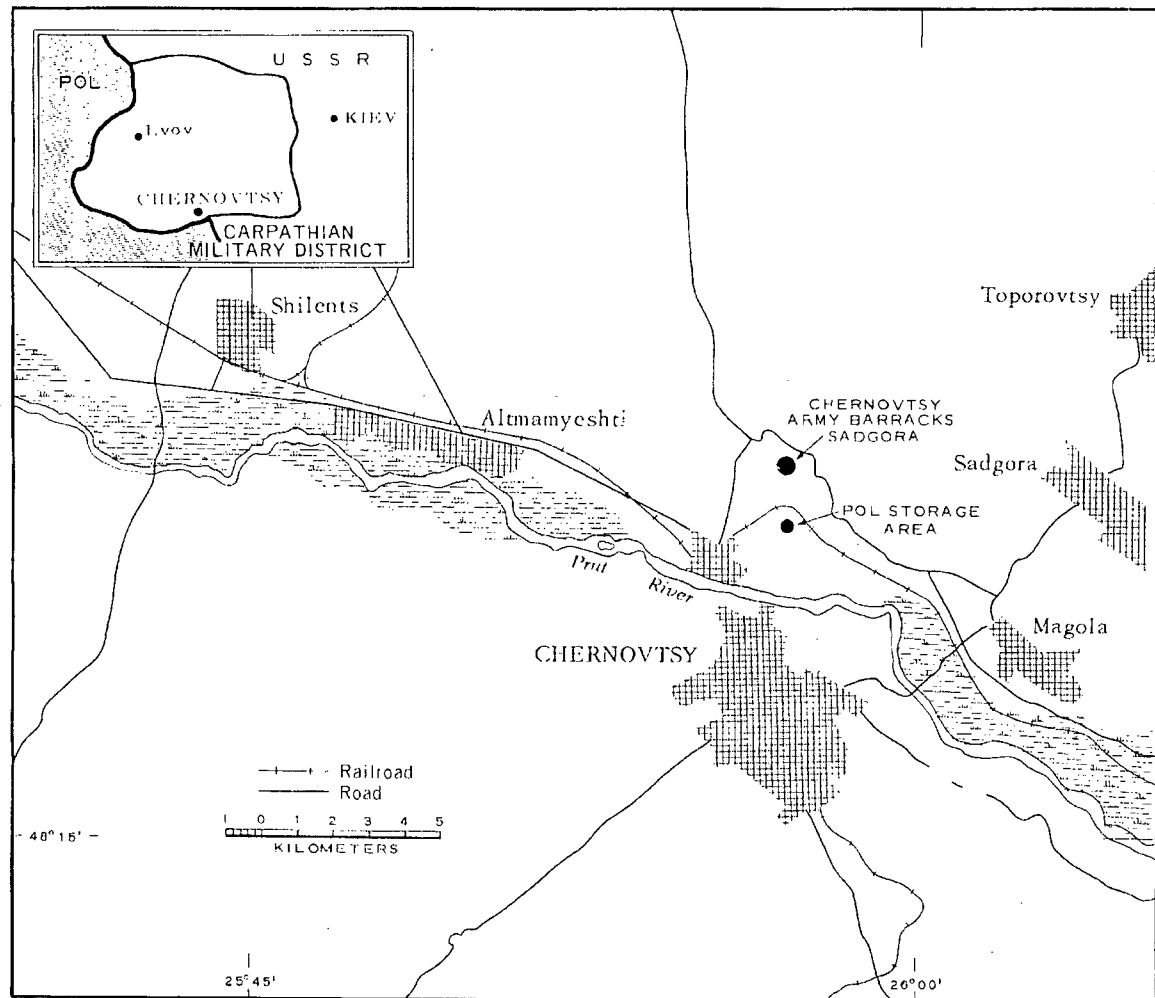 U S S R
POL
KIEV
Lvov
CHERNOVTSY
CARPATHIAN
MILITARY DISTRICT
Shilents
Toporovtsy
Altmamyeshti
CHERNOVTSY
ARMY BARRACKS
SADGORA
Sadgora
POL STORAGE
AREA
Prut River
Magola
CHERNOVTSY
Railroad
Road
1 0 1 2 3 4 5
KILOMETERS
48°15'
25°45'
26°00'